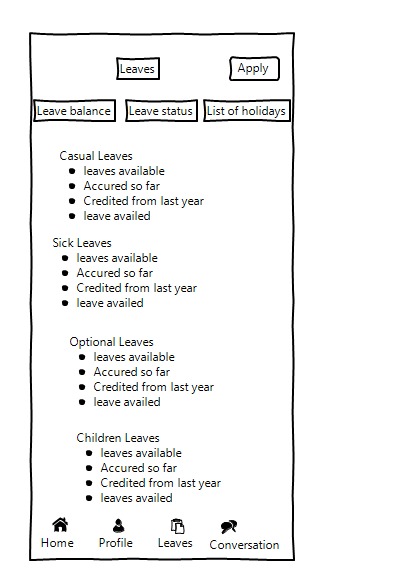 Leaves
Apply
Leave balance
Leave status
List of holidays
Casual Leaves
leaves available
Accured so far
Credited from last year
leave availed
Sick Leaves
leaves available
Accured so far
Credited from last year
leave availed
Optional Leaves
leaves available
Accured so far
Credited from last year
leave availed
Children Leaves
leaves available
Accured so far
Credited from last year
leaves availed
Home
Profile
Leaves
Conversation